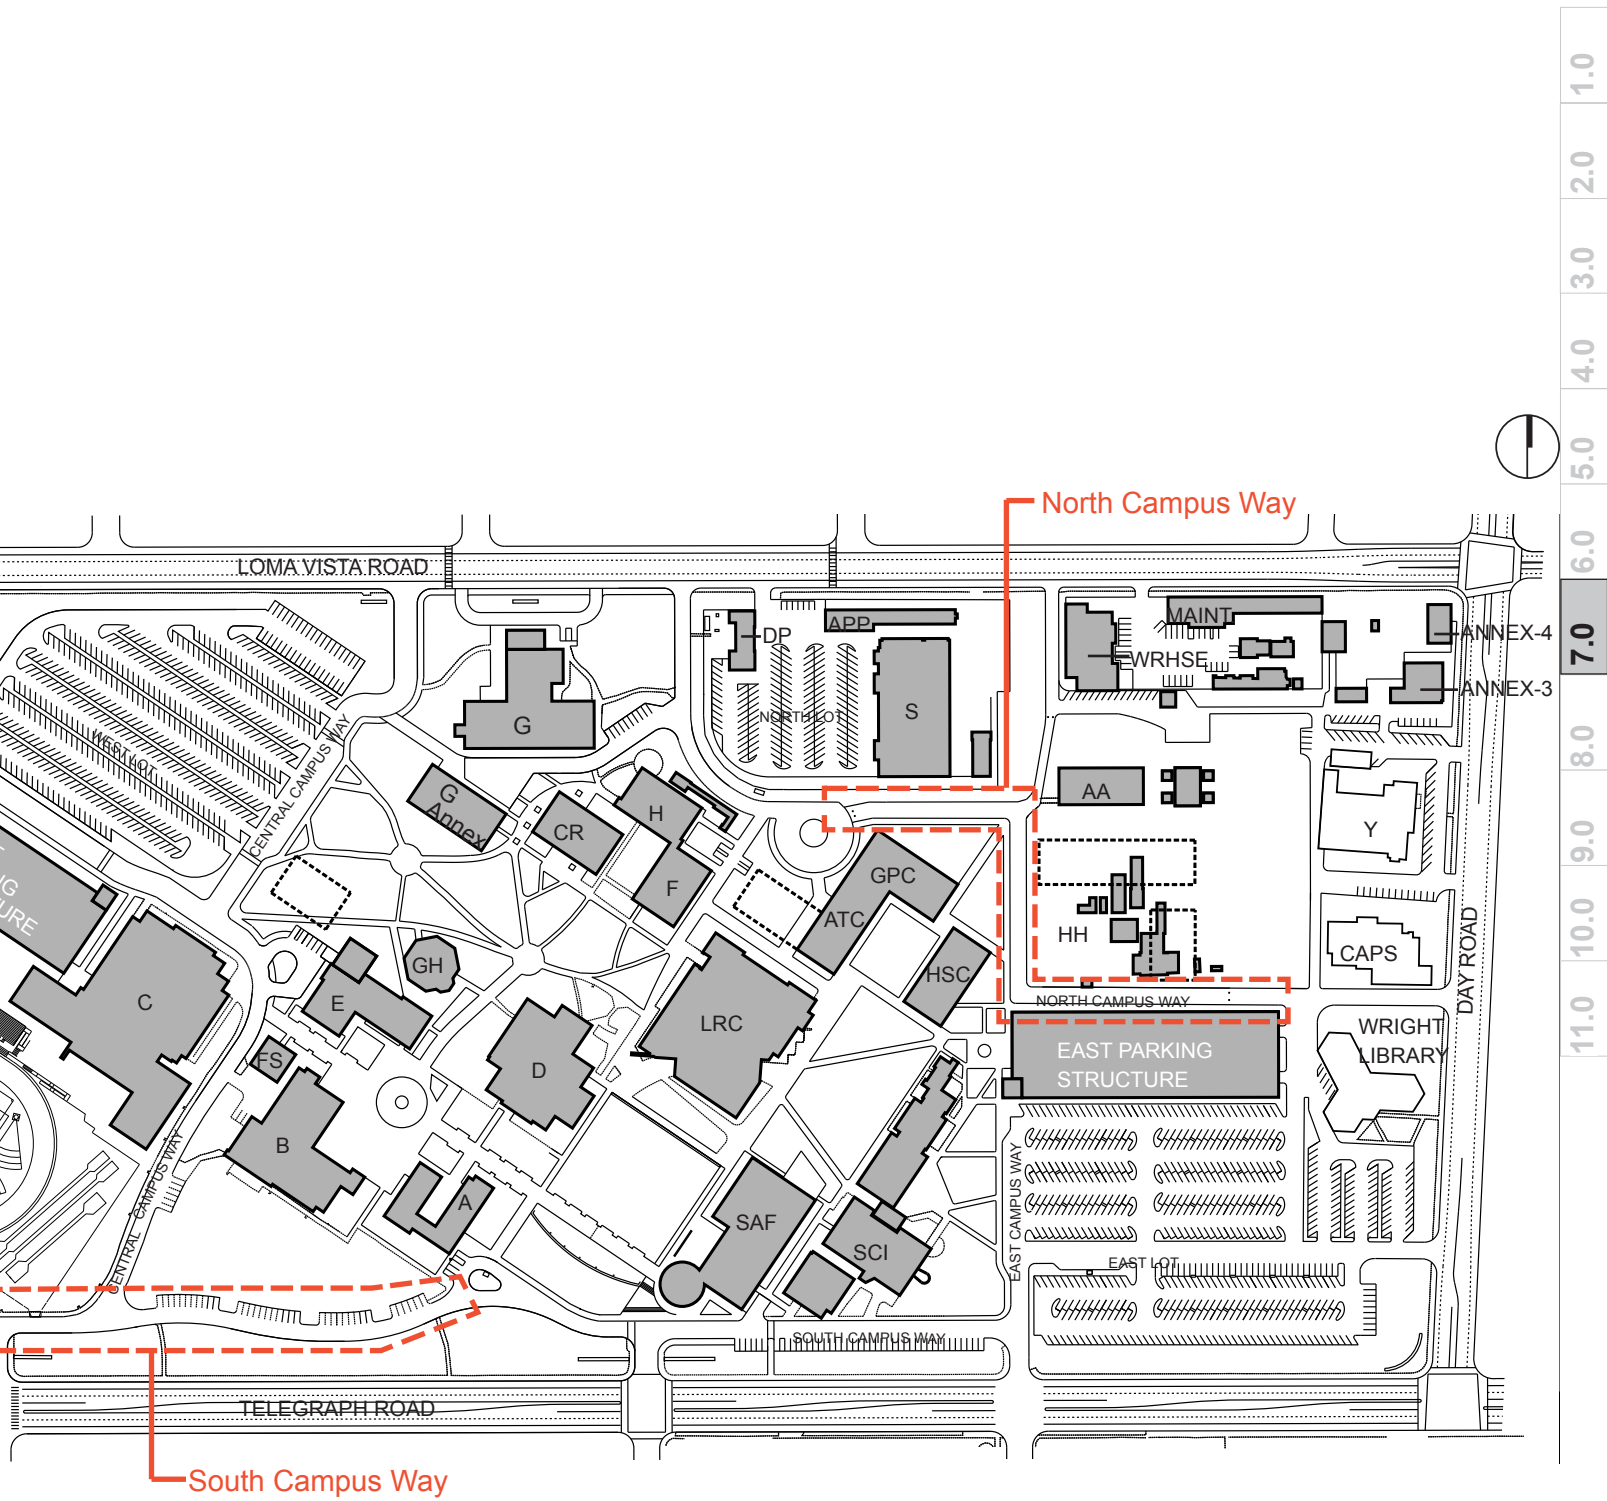 1.0
2.0
3.0
4.0
5.0
6.0
7.0
8.0
9.0
10.0
11.0
North Campus Way
LOMA VISTA ROAD
MAINT
APP
DP
WRHSE
ANNEX-4
ANNEX-3
NORTH LOT
S
G
WEST LOT
CENTRAL CAMPUS WAY
G
Annex
CR
H
AA
Y
F
GPC
ATC
HH
CAPS
DAY ROAD
GH
HSC
C
E
NORTH CAMPUS WAY
LRC
WRIGHT
LIBRARY
FS
D
EAST PARKING
STRUCTURE
B
CENTRAL CAMPUS WAY
A
EAST CAMPUS WAY
SAF
SCI
EAST LOT
SOUTH CAMPUS WAY
TELEGRAPH ROAD
South Campus Way